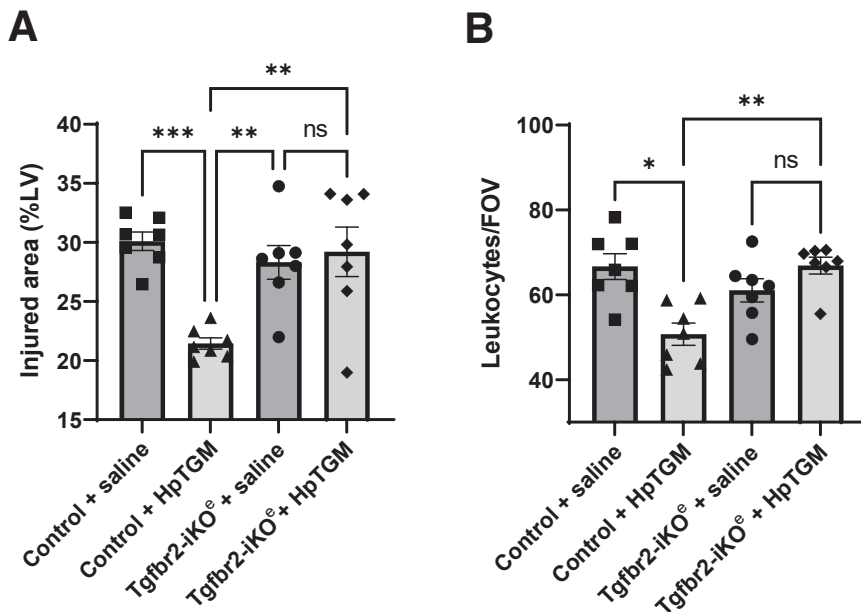 A
**
***
**
ns
40
35
30
25
20
15
Injured area (%LV)
Control + saline
Control + HpTGM
Tgfbr2-iKOᵉ + saline
Tgfbr2-iKOᵉ + HpTGM
B
**
*
ns
100
80
60
40
Leukocytes/FOV
Control + saline
Control + HpTGM
Tgfbr2-iKOᵉ + saline
Tgfbr2-iKOᵉ + HpTGM